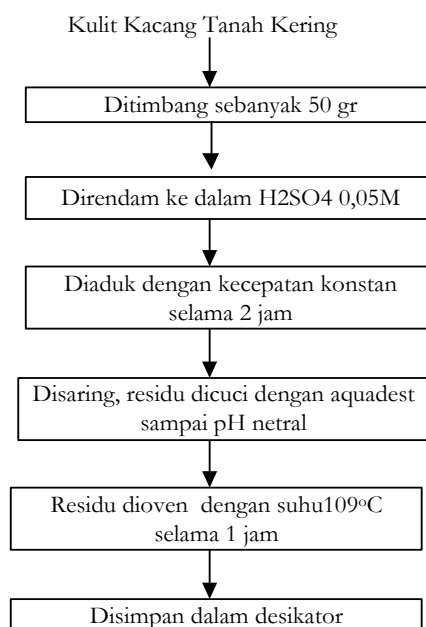 Kulit Kacang Tanah Kering
Ditimbang sebanyak 50 gr
Direndam ke dalam H2SO4 0,05M
Diaduk dengan kecepatan konstan
selama 2 jam
Disaring, residu dicuci dengan aquadest
sampai pH netral
Residu dioven dengan suhu109°C
selama 1 jam
Disimpan dalam desikator